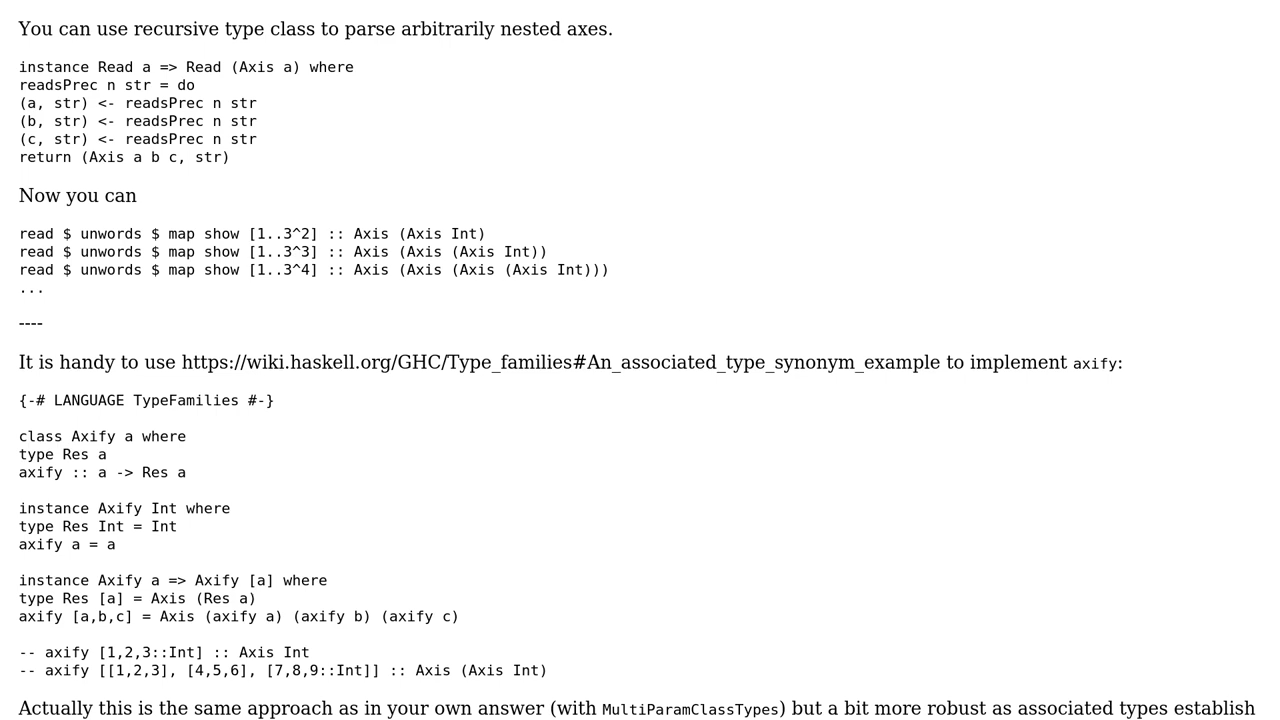 You can use recursive type class to parse arbitrarily nested axes.
instance Read a => Read (Axis a) where
readsPrec n str = do
(a, str) <- readsPrec n str
(b, str) <- readsPrec n str
(c, str) <- readsPrec n str
return (Axis a b c, str)
Now you can
read $ unwords $ map show [1..3^2] :: Axis (Axis Int)
read $ unwords $ map show [1..3^3] :: Axis (Axis (Axis Int))
read $ unwords $ map show [1..3^4] :: Axis (Axis (Axis (Axis Int)))
...
----
It is handy to use https://wiki.haskell.org/GHC/Type_families#An_associated_type_synonym_example to implement axify:
{-# LANGUAGE TypeFamilies #-}
class Axify a where
type Res a
axify :: a -> Res a
instance Axify Int where
type Res Int = Int
axify a = a
instance Axify a => Axify [a] where
type Res [a] = Axis (Res a)
axify [a,b,c] = Axis (axify a) (axify b) (axify c)
-- axify [1,2,3::Int] :: Axis Int
-- axify [[1,2,3], [4,5,6], [7,8,9::Int]] :: Axis (Axis Int)
Actually this is the same approach as in your own answer (with MultiParamClassTypes) but a bit more robust as associated types establish